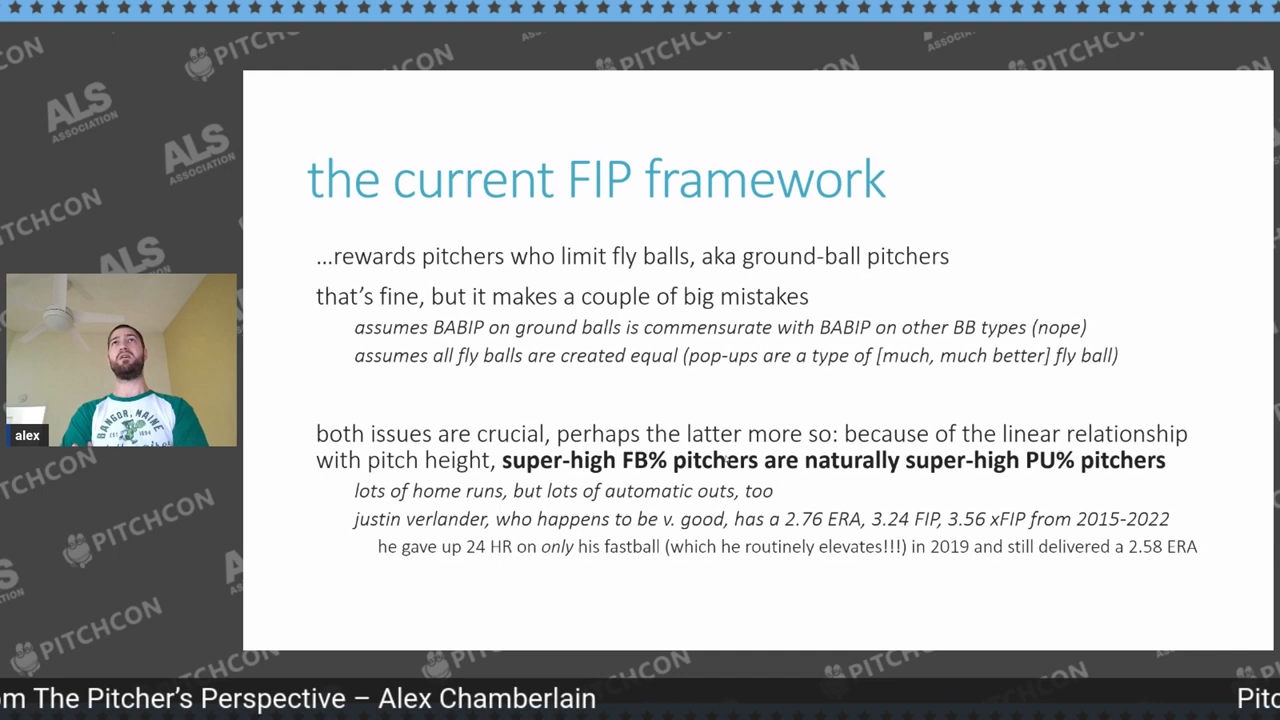 PITCHCON
ALS
ASSOCIATION
the current FIP framework
...rewards pitchers who limit fly balls, aka ground-ball pitchers
that's fine, but it makes a couple of big mistakes
assumes BABIP on ground balls is commensurate with BABIP on other BB types (nope)
assumes all fly balls are created equal (pop-ups are a type of [much, much better] fly ball)
both issues are crucial, perhaps the latter more so: because of the linear relationship
with pitch height, super-high FB% pitchers are naturally super-high PU% pitchers
lots of home runs, but lots of automatic outs, too
justin verlander, who happens to be v. good, has a 2.76 ERA, 3.24 FIP, 3.56 xFIP from 2015-2022
he gave up 24 HR on only his fastball (which he routinely elevates!!!) in 2019 and still delivered a 2.58 ERA
BANGOR, MAINE
alex
om The Pitcher's Perspective – Alex Chamberlain
Pitc